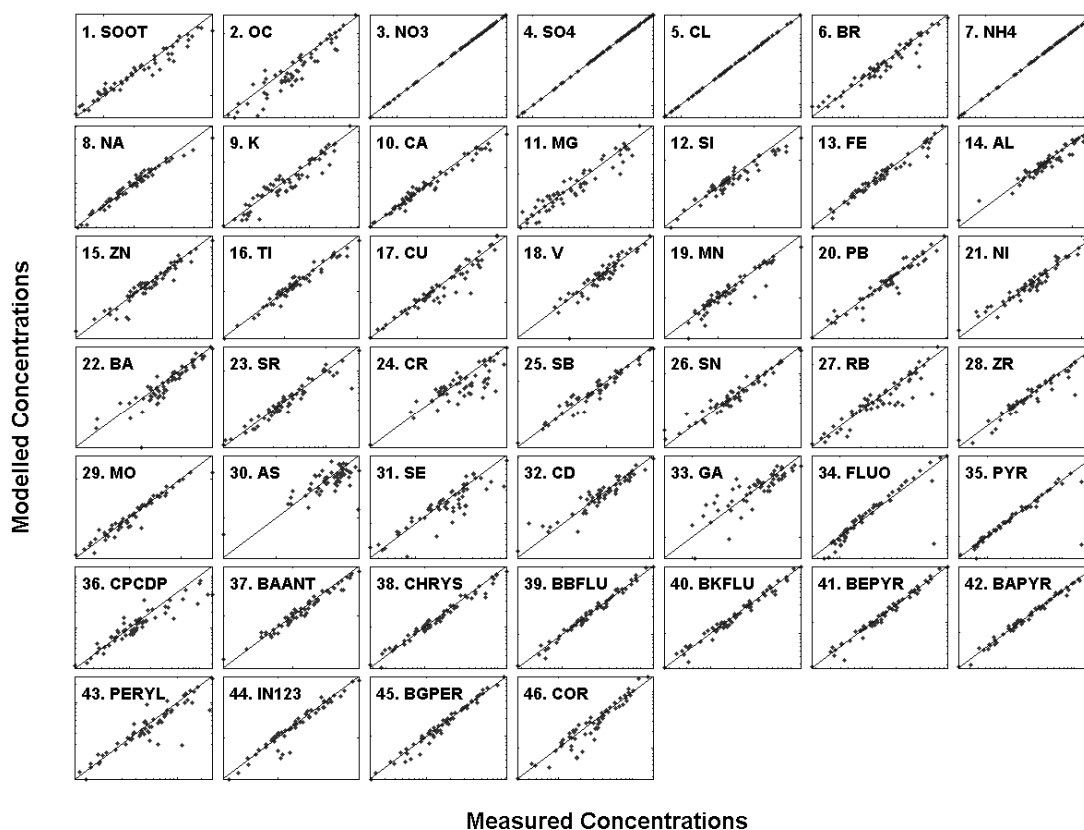 1. SOOT
2. OC
3. NO3
4. SO4
5. CL
6. BR
7. NH4
8. NA
9. K
10. CA
11. MG
12. SI
13. FE
14. AL
15. ZN
16. TI
17. CU
18. V
19. MN
20. PB
21. NI
22. BA
23. SR
24. CR
25. SB
26. SN
27. RB
28. ZR
29. MO
30. AS
31. SE
32. CD
33. GA
34. FLUO
35. PYR
36. CPCDP
37. BAANT
38. CHRYS
39. BBFLU
40. BKFLU
41. BEPYR
42. BAPYR
43. PERYL
44. IN123
45. BGPER
46. COR
Modelled Concentrations
Measured Concentrations